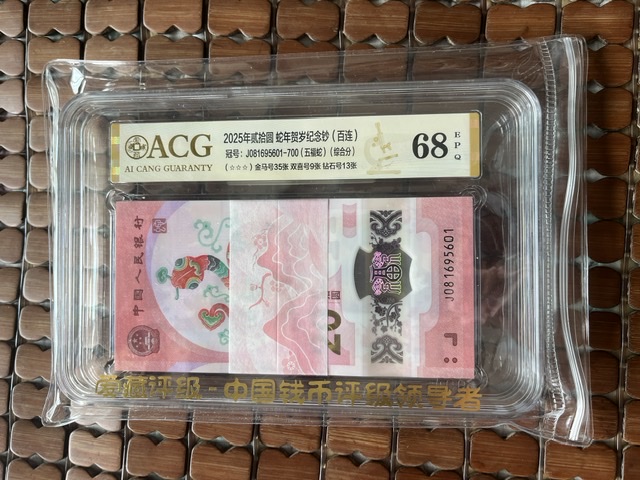 ACG
AI CANG GUARANTY
2025年贰拾圆 蛇年贺岁纪念钞（百连）
冠号：J081695601-700（五福蛇）（综合分）
（☆☆☆）金马号35张 双喜号9张 钻石号13张
68
EPQ
中国人民银行
20
J081695601
爱藏评级-中国钱币评级领导者